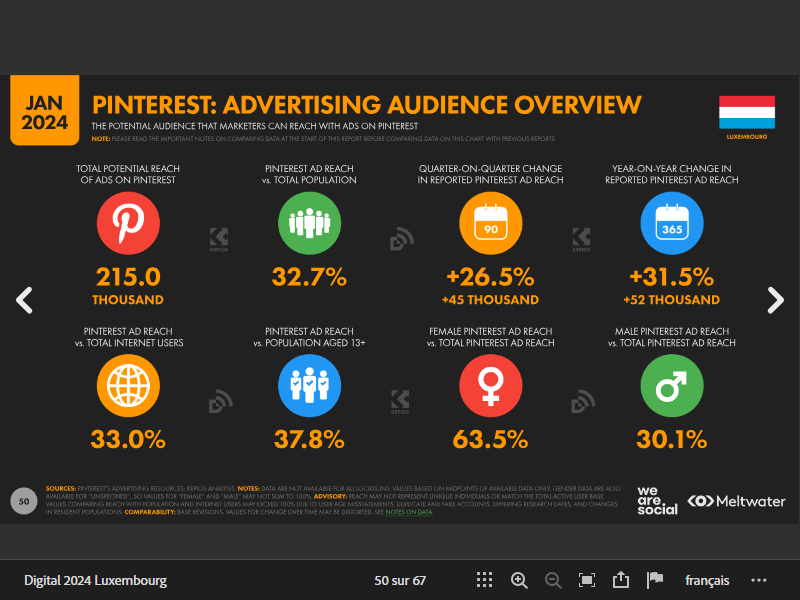 JAN
2024
PINTEREST: ADVERTISING AUDIENCE OVERVIEW
THE POTENTIAL AUDIENCE THAT MARKETERS CAN REACH WITH ADS ON PINTEREST
NOTE: PLEASE READ THE IMPORTANT NOTES ON COMPARING DATA AT THE START OF THIS REPORT BEFORE COMPARING DATA ON THIS CHART WITH PREVIOUS REPORTS
LUXEMBOURG
TOTAL POTENTIAL REACH
OF ADS ON PINTEREST
215.0
THOUSAND
PINTEREST AD REACH
vs. TOTAL POPULATION
32.7%
QUARTER-ON-QUARTER CHANGE
IN REPORTED PINTEREST AD REACH
90
+26.5%
+45 THOUSAND
YEAR-ON-YEAR CHANGE IN
REPORTED PINTEREST AD REACH
365
+31.5%
+52 THOUSAND
KEPIOS
KEPIOS
PINTEREST AD REACH
vs. TOTAL INTERNET USERS
33.0%
PINTEREST AD REACH
vs. POPULATION AGED 13+
37.8%
FEMALE PINTEREST AD REACH
vs. TOTAL PINTEREST AD REACH
63.5%
MALE PINTEREST AD REACH
vs. TOTAL PINTEREST AD REACH
30.1%
KEPIOS
50
SOURCES: PINTEREST'S ADVERTISING RESOURCES; KEPIOS ANALYSIS. NOTES: DATA ARE NOT AVAILABLE FOR ALL LOCATIONS. VALUES BASED ON MIDPOINTS OF AVAILABLE DATA ONLY. GENDER DATA ARE ALSO
AVAILABLE FOR "UNSPECIFIED", SO VALUES FOR "FEMALE" AND "MALE" MAY NOT SUM TO 100%. ADVISORY: REACH MAY NOT REPRESENT UNIQUE INDIVIDUALS OR MATCH THE TOTAL ACTIVE USER BASE.
VALUES COMPARING REACH WITH POPULATION AND INTERNET USERS MAY EXCEED 100% DUE TO USER AGE MISSTATEMENTS, DUPLICATE AND FAKE ACCOUNTS, DIFFERING RESEARCH DATES, AND CHANGES
IN RESIDENT POPULATIONS. COMPARABILITY: BASE REVISIONS. VALUES FOR CHANGE OVER TIME MAY BE DISTORTED. SEE NOTES ON DATA.
we
are.
social
Meltwater
Digital 2024 Luxembourg
50 sur 67
français